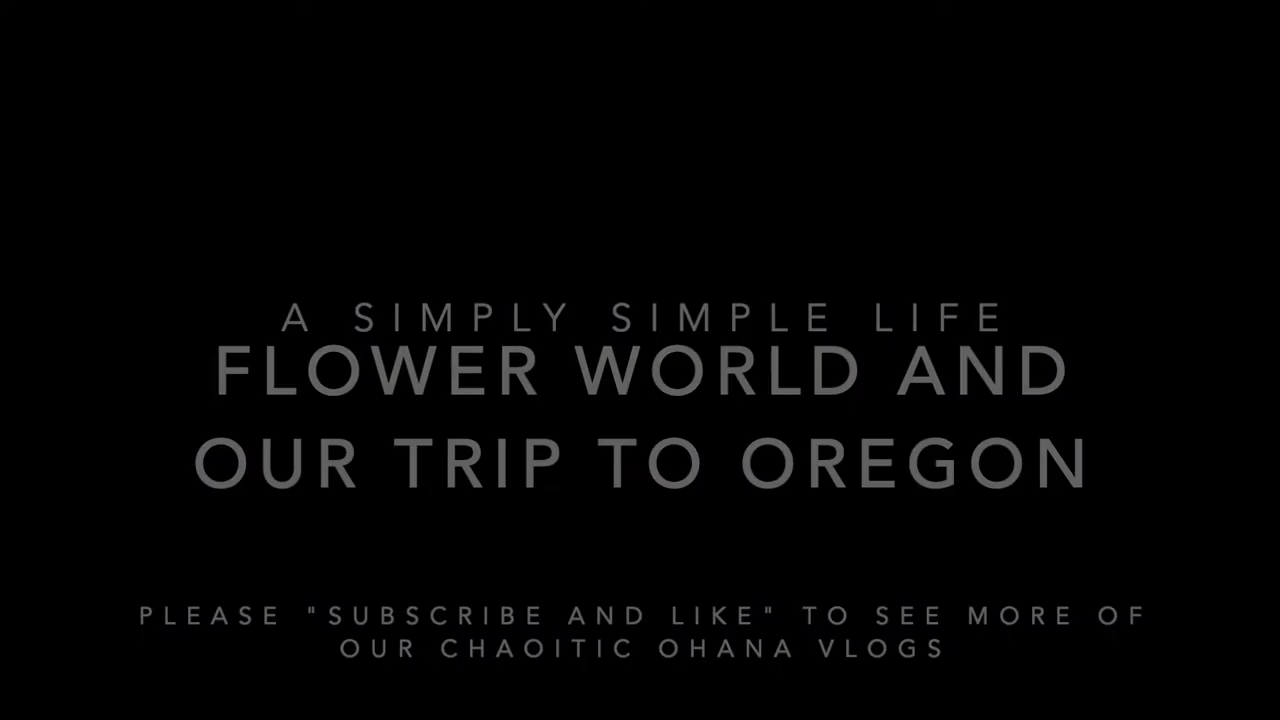 A SIMPLY SIMPLE LIFE
FLOWER WORLD AND
OUR TRIP TO OREGON
PLEASE "SUBSCRIBE AND LIKE" TO SEE MORE OF
OUR CHAOITIC OHANA VLOGS